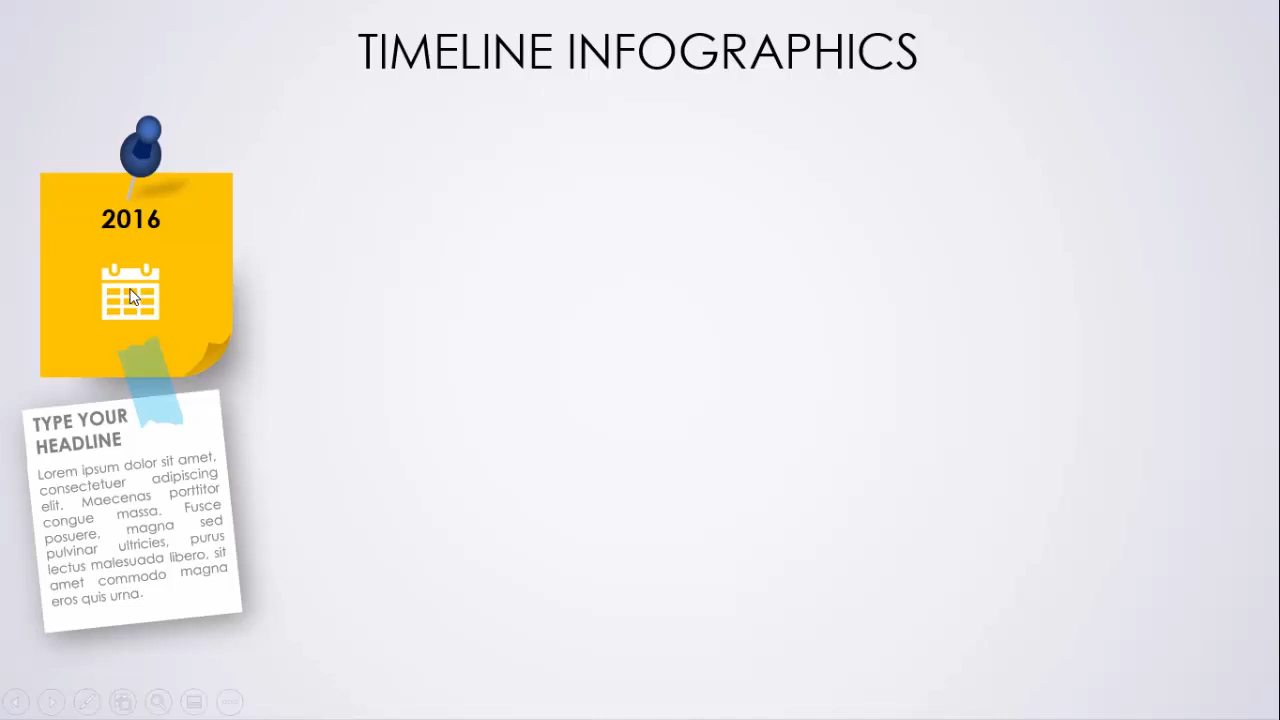 TIMELINE INFOGRAPHICS
2016
TYPE YOUR
HEADLINE
Lorem ipsum dolor sit amet,
consectetuer adipiscing
elit. Maecenas porttitor
congue massa. Fusce
posuere, magna sed
pulvinar ultricies, purus
lectus malesuada libero, sit
amet commodo magna
eros quis urna.